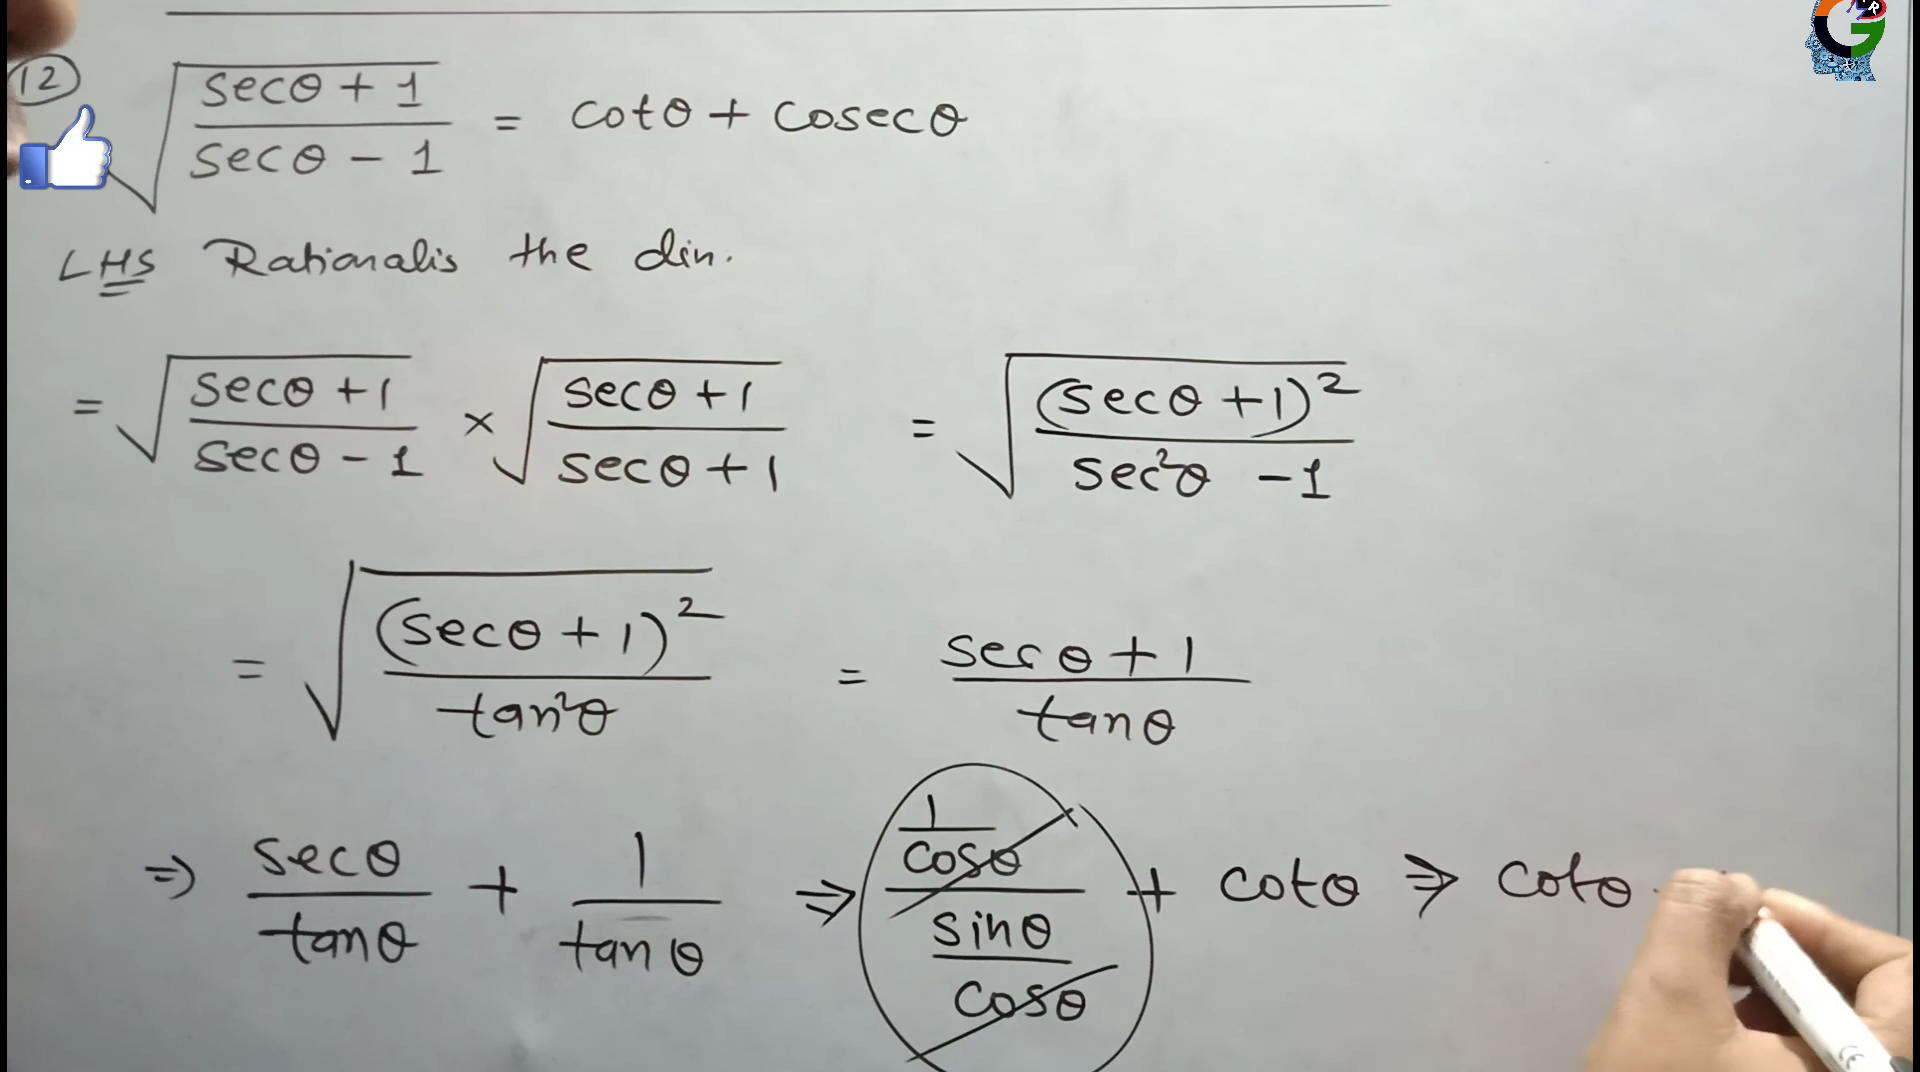 12 √((secθ + 1)/(secθ - 1)) = cotθ + cosecθ
LHS Rationalis the din.
= √((secθ + 1)/(secθ - 1)) × √((secθ + 1)/(secθ + 1)) = √((secθ + 1)²/(sec²θ - 1))
= √((secθ + 1)²/tan²θ) = (secθ + 1)/tanθ
⇒ secθ/tanθ + 1/tanθ ⇒ (1/cosθ)/(sinθ/cosθ) + cotθ ⇒ cotθ